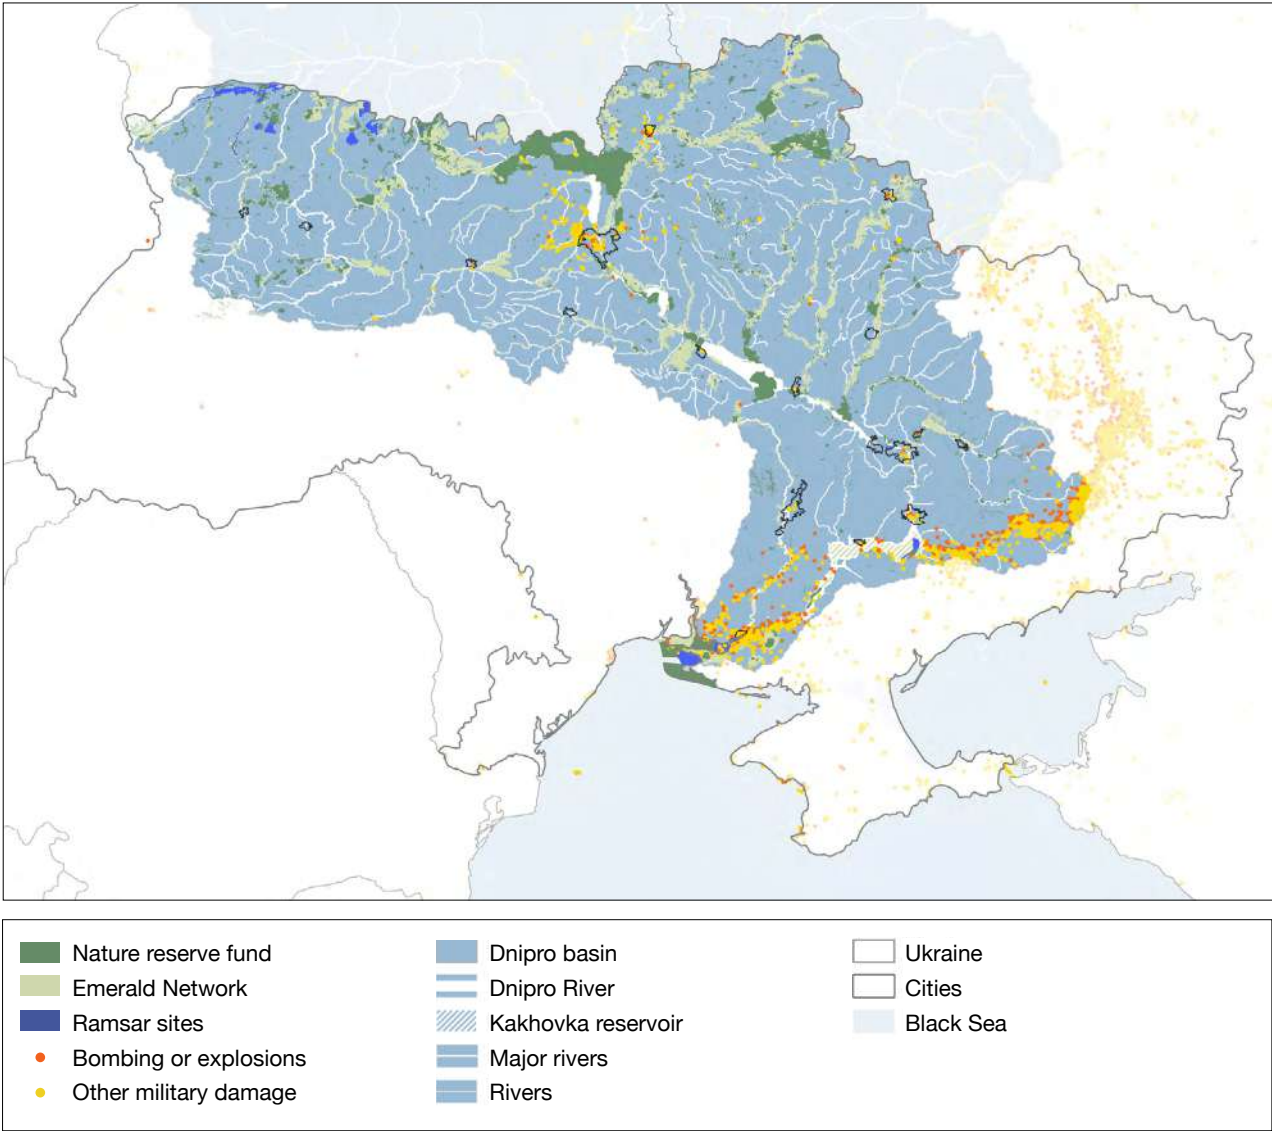 Nature reserve fund
Emerald Network
Ramsar sites
Bombing or explosions
Other military damage
Dnipro basin
Dnipro River
Kakhovka reservoir
Major rivers
Rivers
Ukraine
Cities
Black Sea